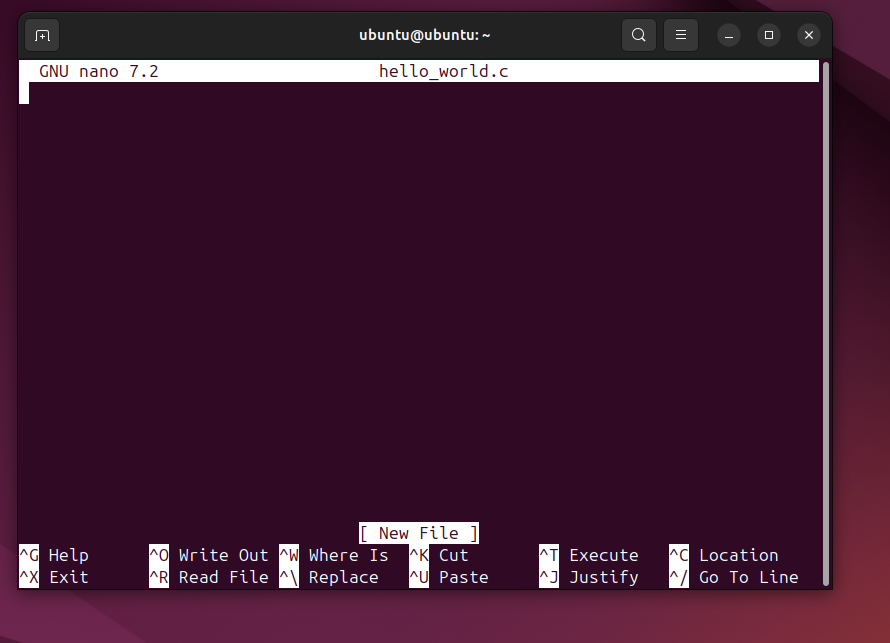 ubuntu@ubuntu: ~
GNU nano 7.2 hello_world.c
[ New File ]
^G Help ^O Write Out ^W Where Is ^K Cut ^T Execute ^C Location
^X Exit ^R Read File ^\ Replace ^U Paste ^J Justify ^/ Go To Line